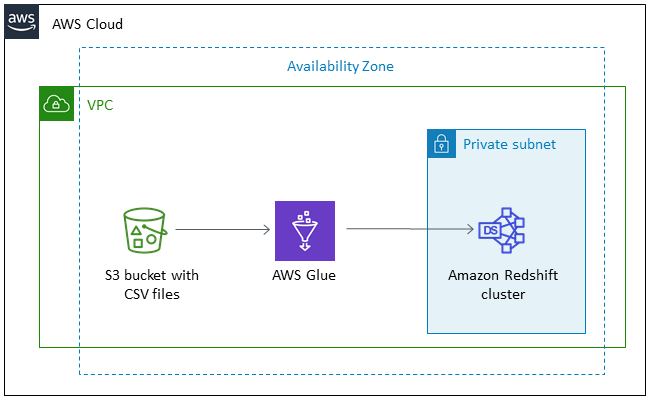 aws
AWS Cloud
Availability Zone
VPC
Private subnet
DS
S3 bucket with
CSV files
AWS Glue
Amazon Redshift
cluster